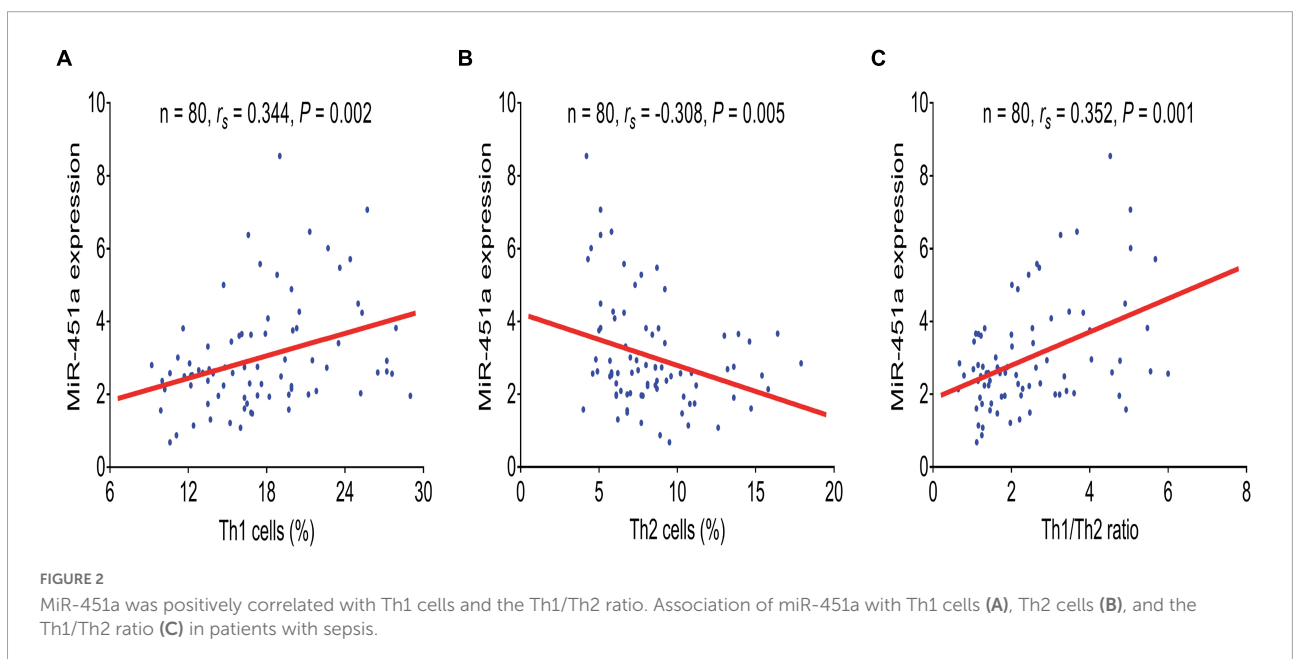 A
n = 80, rs = 0.344, P = 0.002
MiR-451a expression
10
8
6
4
2
0
6 12 18 24 30
Th1 cells (%)
B
n = 80, rs = -0.308, P = 0.005
MiR-451a expression
10
8
6
4
2
0
0 5 10 15 20
Th2 cells (%)
C
n = 80, rs = 0.352, P = 0.001
MiR-451a expression
10
8
6
4
2
0
0 2 4 6 8
Th1/Th2 ratio
FIGURE 2
MiR-451a was positively correlated with Th1 cells and the Th1/Th2 ratio. Association of miR-451a with Th1 cells (A), Th2 cells (B), and the
Th1/Th2 ratio (C) in patients with sepsis.